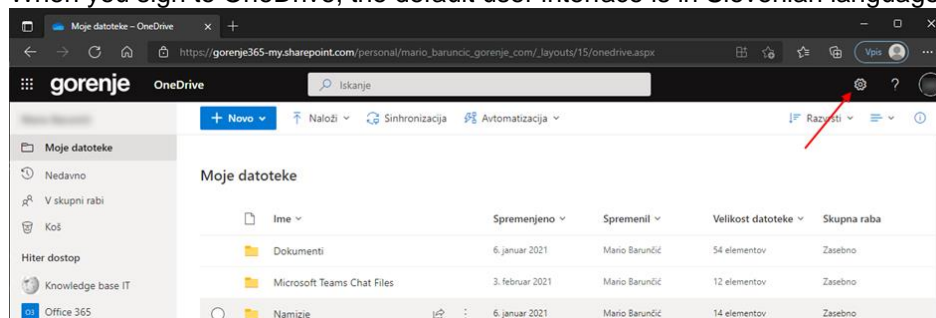 When you sign to OneDrive, the default user interface is in Slovenian language
Moje datoteke – OneDrive
https://gorenje365-my.sharepoint.com/personal/mario_baruncic_gorenje_com/_layouts/15/onedrive.aspx
Vpis
gorenje OneDrive Iskanje ?
+ Novo Naloži Sinhronizacija Avtomatizacija Razvrsti
Moje datoteke
Nedavno
V skupni rabi
Koš
Hiter dostop
Knowledge base IT
Office 365
Moje datoteke
Ime Spremenjeno Spremenil Velikost datoteke Skupna raba
Dokumenti 6. januar 2021 Mario Barunčić 54 elementov Zasebno
Microsoft Teams Chat Files 3. februar 2021 Mario Barunčić 12 elementov Zasebno
Namizje 6. januar 2021 Mario Barunčić 14 elementov Zasebno